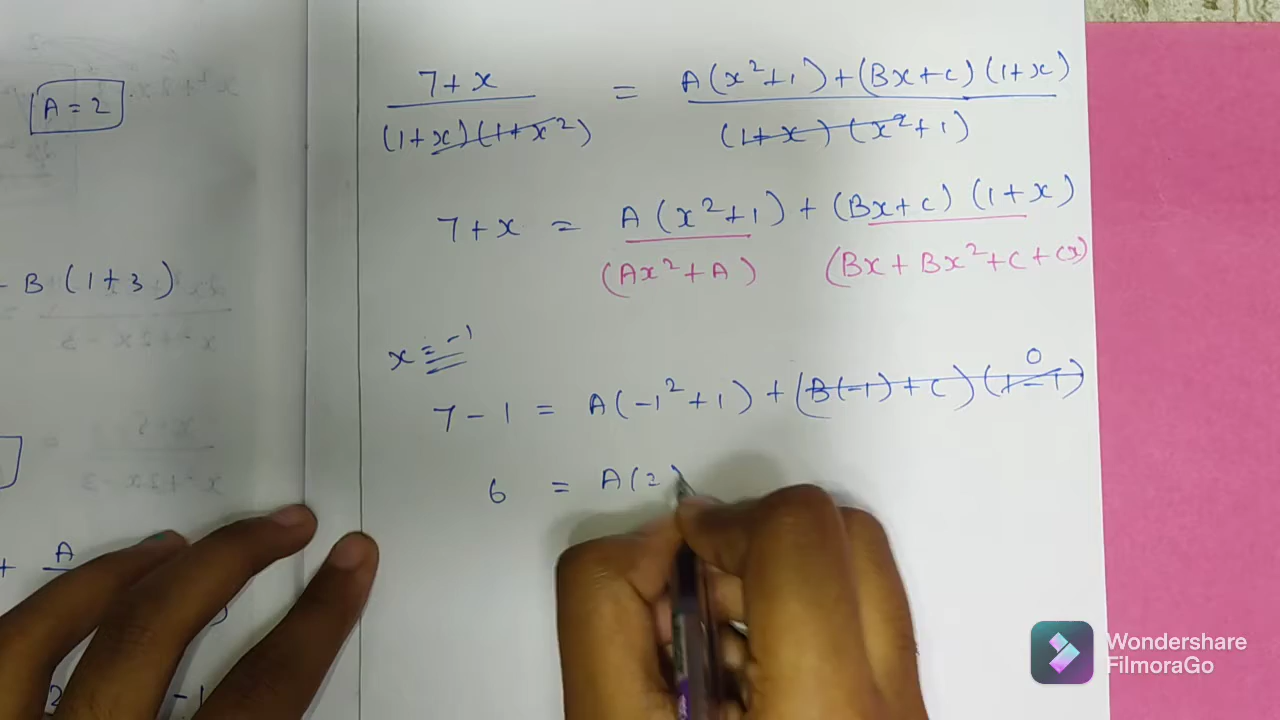 A = 2
- B (1+3)
+ A
7+x / (1+x)(1+x²) = A(x²+1)+(Bx+c)(1+x) / (1+x)(x²+1)
7+x = A(x²+1) + (Bx+c) (1+x)
(Ax²+A) (Bx+Bx²+c+cx)
x = -1
7-1 = A(-1²+1) + (B(-1)+c)(1-1) 0
6 = A(2)
Wondershare
FilmoraGo